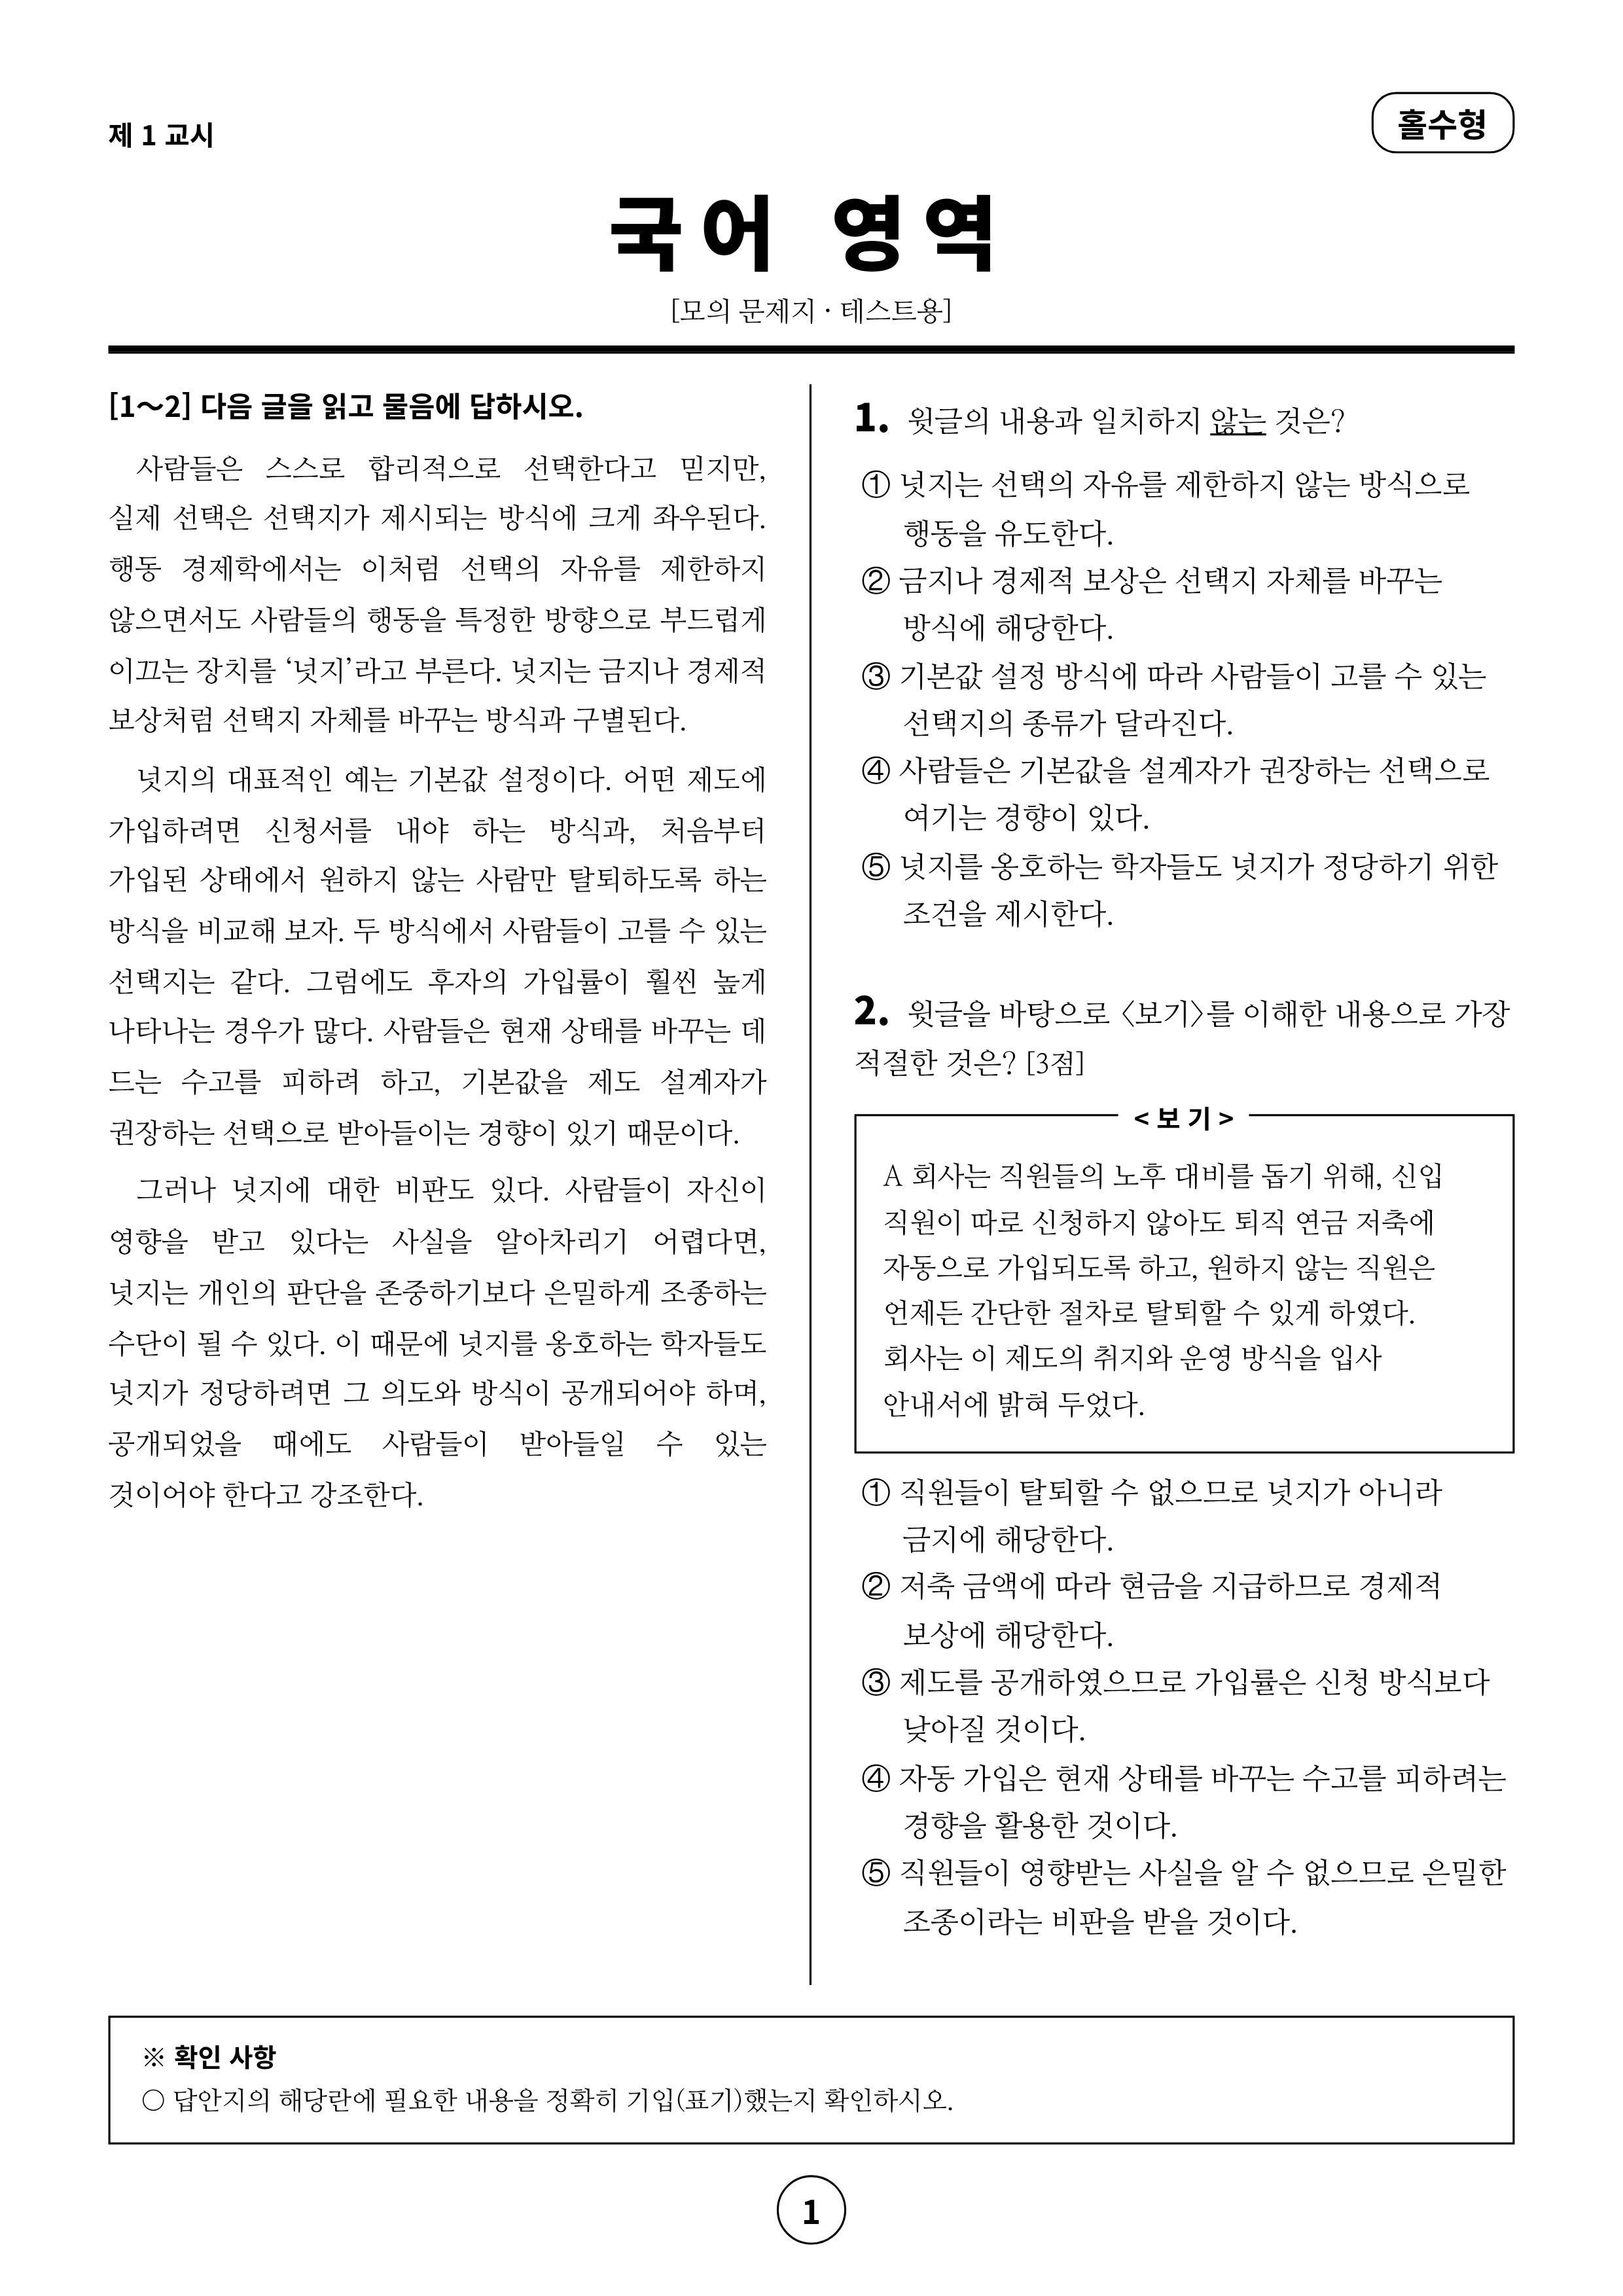 제 1 교시
홀수형
국어 영역
[모의 문제지 · 테스트용]
[1～2] 다음 글을 읽고 물음에 답하시오.
사람들은 스스로 합리적으로 선택한다고 믿지만,
실제 선택은 선택지가 제시되는 방식에 크게 좌우된다.
행동 경제학에서는 이처럼 선택의 자유를 제한하지
않으면서도 사람들의 행동을 특정한 방향으로 부드럽게
이끄는 장치를 ‘넛지’라고 부른다. 넛지는 금지나 경제적
보상처럼 선택지 자체를 바꾸는 방식과 구별된다.
넛지의 대표적인 예는 기본값 설정이다. 어떤 제도에
가입하려면 신청서를 내야 하는 방식과, 처음부터
가입된 상태에서 원하지 않는 사람만 탈퇴하도록 하는
방식을 비교해 보자. 두 방식에서 사람들이 고를 수 있는
선택지는 같다. 그럼에도 후자의 가입률이 훨씬 높게
나타나는 경우가 많다. 사람들은 현재 상태를 바꾸는 데
드는 수고를 피하려 하고, 기본값을 제도 설계자가
권장하는 선택으로 받아들이는 경향이 있기 때문이다.
그러나 넛지에 대한 비판도 있다. 사람들이 자신이
영향을 받고 있다는 사실을 알아차리기 어렵다면,
넛지는 개인의 판단을 존중하기보다 은밀하게 조종하는
수단이 될 수 있다. 이 때문에 넛지를 옹호하는 학자들도
넛지가 정당하려면 그 의도와 방식이 공개되어야 하며,
공개되었을 때에도 사람들이 받아들일 수 있는
것이어야 한다고 강조한다.
1. 윗글의 내용과 일치하지 않는 것은?
① 넛지는 선택의 자유를 제한하지 않는 방식으로
행동을 유도한다.
② 금지나 경제적 보상은 선택지 자체를 바꾸는
방식에 해당한다.
③ 기본값 설정 방식에 따라 사람들이 고를 수 있는
선택지의 종류가 달라진다.
④ 사람들은 기본값을 설계자가 권장하는 선택으로
여기는 경향이 있다.
⑤ 넛지를 옹호하는 학자들도 넛지가 정당하기 위한
조건을 제시한다.
2. 윗글을 바탕으로 〈보기〉를 이해한 내용으로 가장
적절한 것은? [3점]
< 보 기 >
A 회사는 직원들의 노후 대비를 돕기 위해, 신입
직원이 따로 신청하지 않아도 퇴직 연금 저축에
자동으로 가입되도록 하고, 원하지 않는 직원은
언제든 간단한 절차로 탈퇴할 수 있게 하였다.
회사는 이 제도의 취지와 운영 방식을 입사
안내서에 밝혀 두었다.
① 직원들이 탈퇴할 수 없으므로 넛지가 아니라
금지에 해당한다.
② 저축 금액에 따라 현금을 지급하므로 경제적
보상에 해당한다.
③ 제도를 공개하였으므로 가입률은 신청 방식보다
낮아질 것이다.
④ 자동 가입은 현재 상태를 바꾸는 수고를 피하려는
경향을 활용한 것이다.
⑤ 직원들이 영향받는 사실을 알 수 없으므로 은밀한
조종이라는 비판을 받을 것이다.
※ 확인 사항
○ 답안지의 해당란에 필요한 내용을 정확히 기입(표기)했는지 확인하시오.
1